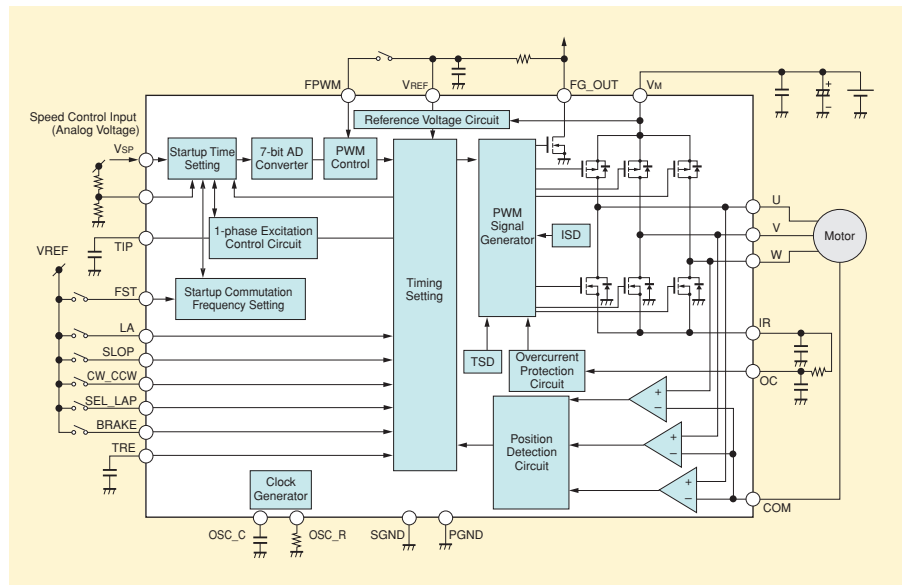 FPWM
VREF
FG_OUT
VM
Speed Control Input
(Analog Voltage)
VSP
Reference Voltage Circuit
Startup Time
Setting
7-bit AD
Converter
PWM
Control
PWM
Signal
Generator
ISD
U
V
W
Motor
1-phase Excitation
Control Circuit
TIP
VREF
Timing
Setting
FST
Startup Commutation
Frequency Setting
IR
LA
TSD
Overcurrent
Protection
Circuit
OC
SLOP
CW_CCW
SEL_LAP
BRAKE
TRE
Position
Detection
Circuit
+
−
+
−
+
−
+
−
COM
Clock
Generator
OSC_C
OSC_R
SGND
PGND